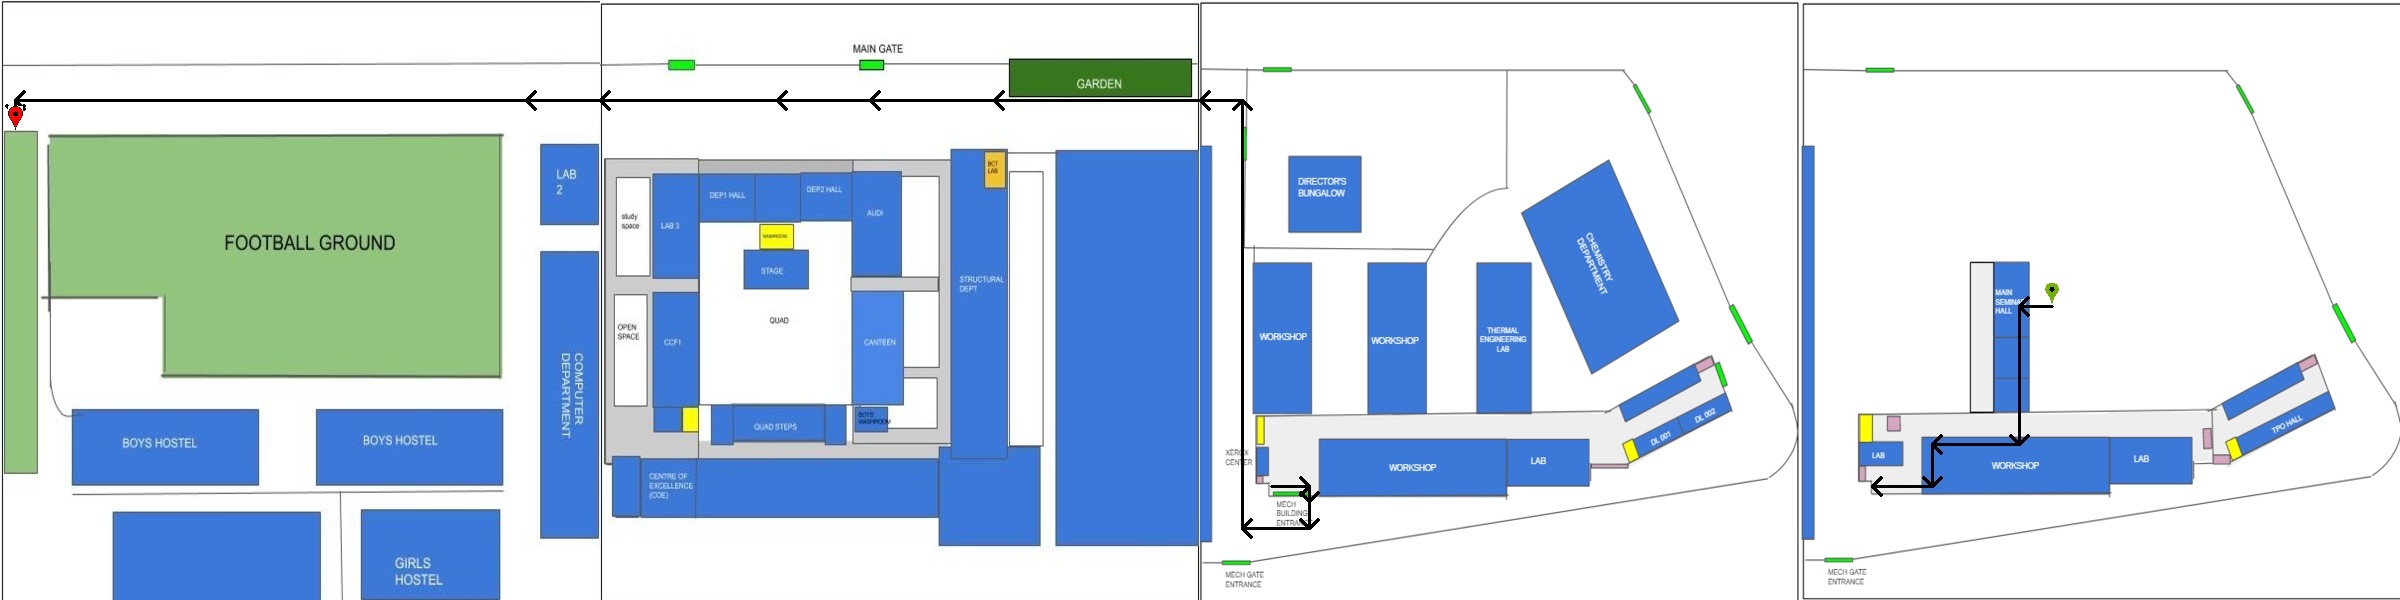 MAIN GATE
GARDEN
LAB
2
FOOTBALL GROUND
COMPUTER
DEPARTMENT
BOYS HOSTEL
BOYS HOSTEL
GIRLS
HOSTEL
study
space
LAB 3
DEP1 HALL
DEP2 HALL
AUDI
WASHROOM
STAGE
BCT
LAB
STRUCTURAL
DEPT
OPEN
SPACE
CCF1
QUAD
CANTEEN
QUAD STEPS
BOYS
WASHROOM
CENTRE OF
EXCELLENCE
(COE)
DIRECTOR'S
BUNGALOW
CHEMISTRY
DEPARTMENT
WORKSHOP
WORKSHOP
THERMAL
ENGINEERING
LAB
XEROX
CENTER
WORKSHOP
LAB
DL 001
DL 002
MECH
BUILDING
MECH GATE
ENTRANCE
MAIN
HALL
LAB
WORKSHOP
LAB
TPO HALL
MECH GATE
ENTRANCE